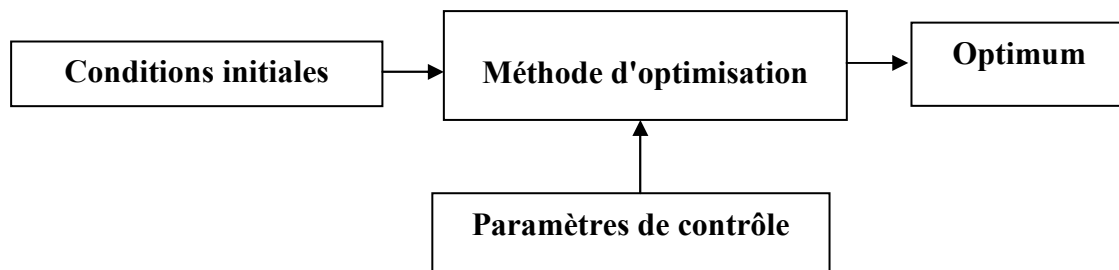 Conditions initiales
Méthode d'optimisation
Optimum
Paramètres de contrôle